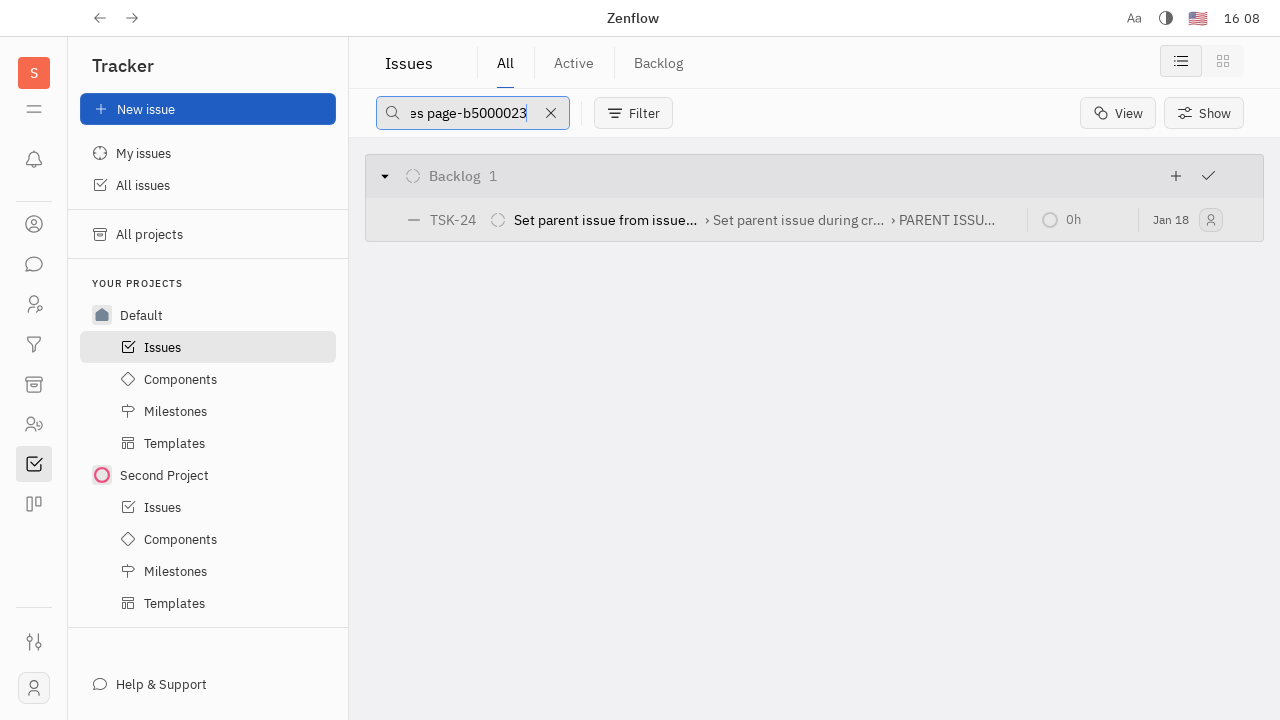 Zenflow
Aa
16 08
S
Tracker
New issue
My issues
All issues
All projects
YOUR PROJECTS
Default
Issues
Components
Milestones
Templates
Second Project
Issues
Components
Milestones
Templates
Help & Support
Issues
All
Active
Backlog
es page-b5000023
Filter
View
Show
Backlog 1
TSK-24
Set parent issue from issue... › Set parent issue during cr... › PARENT ISSU...
0h
Jan 18